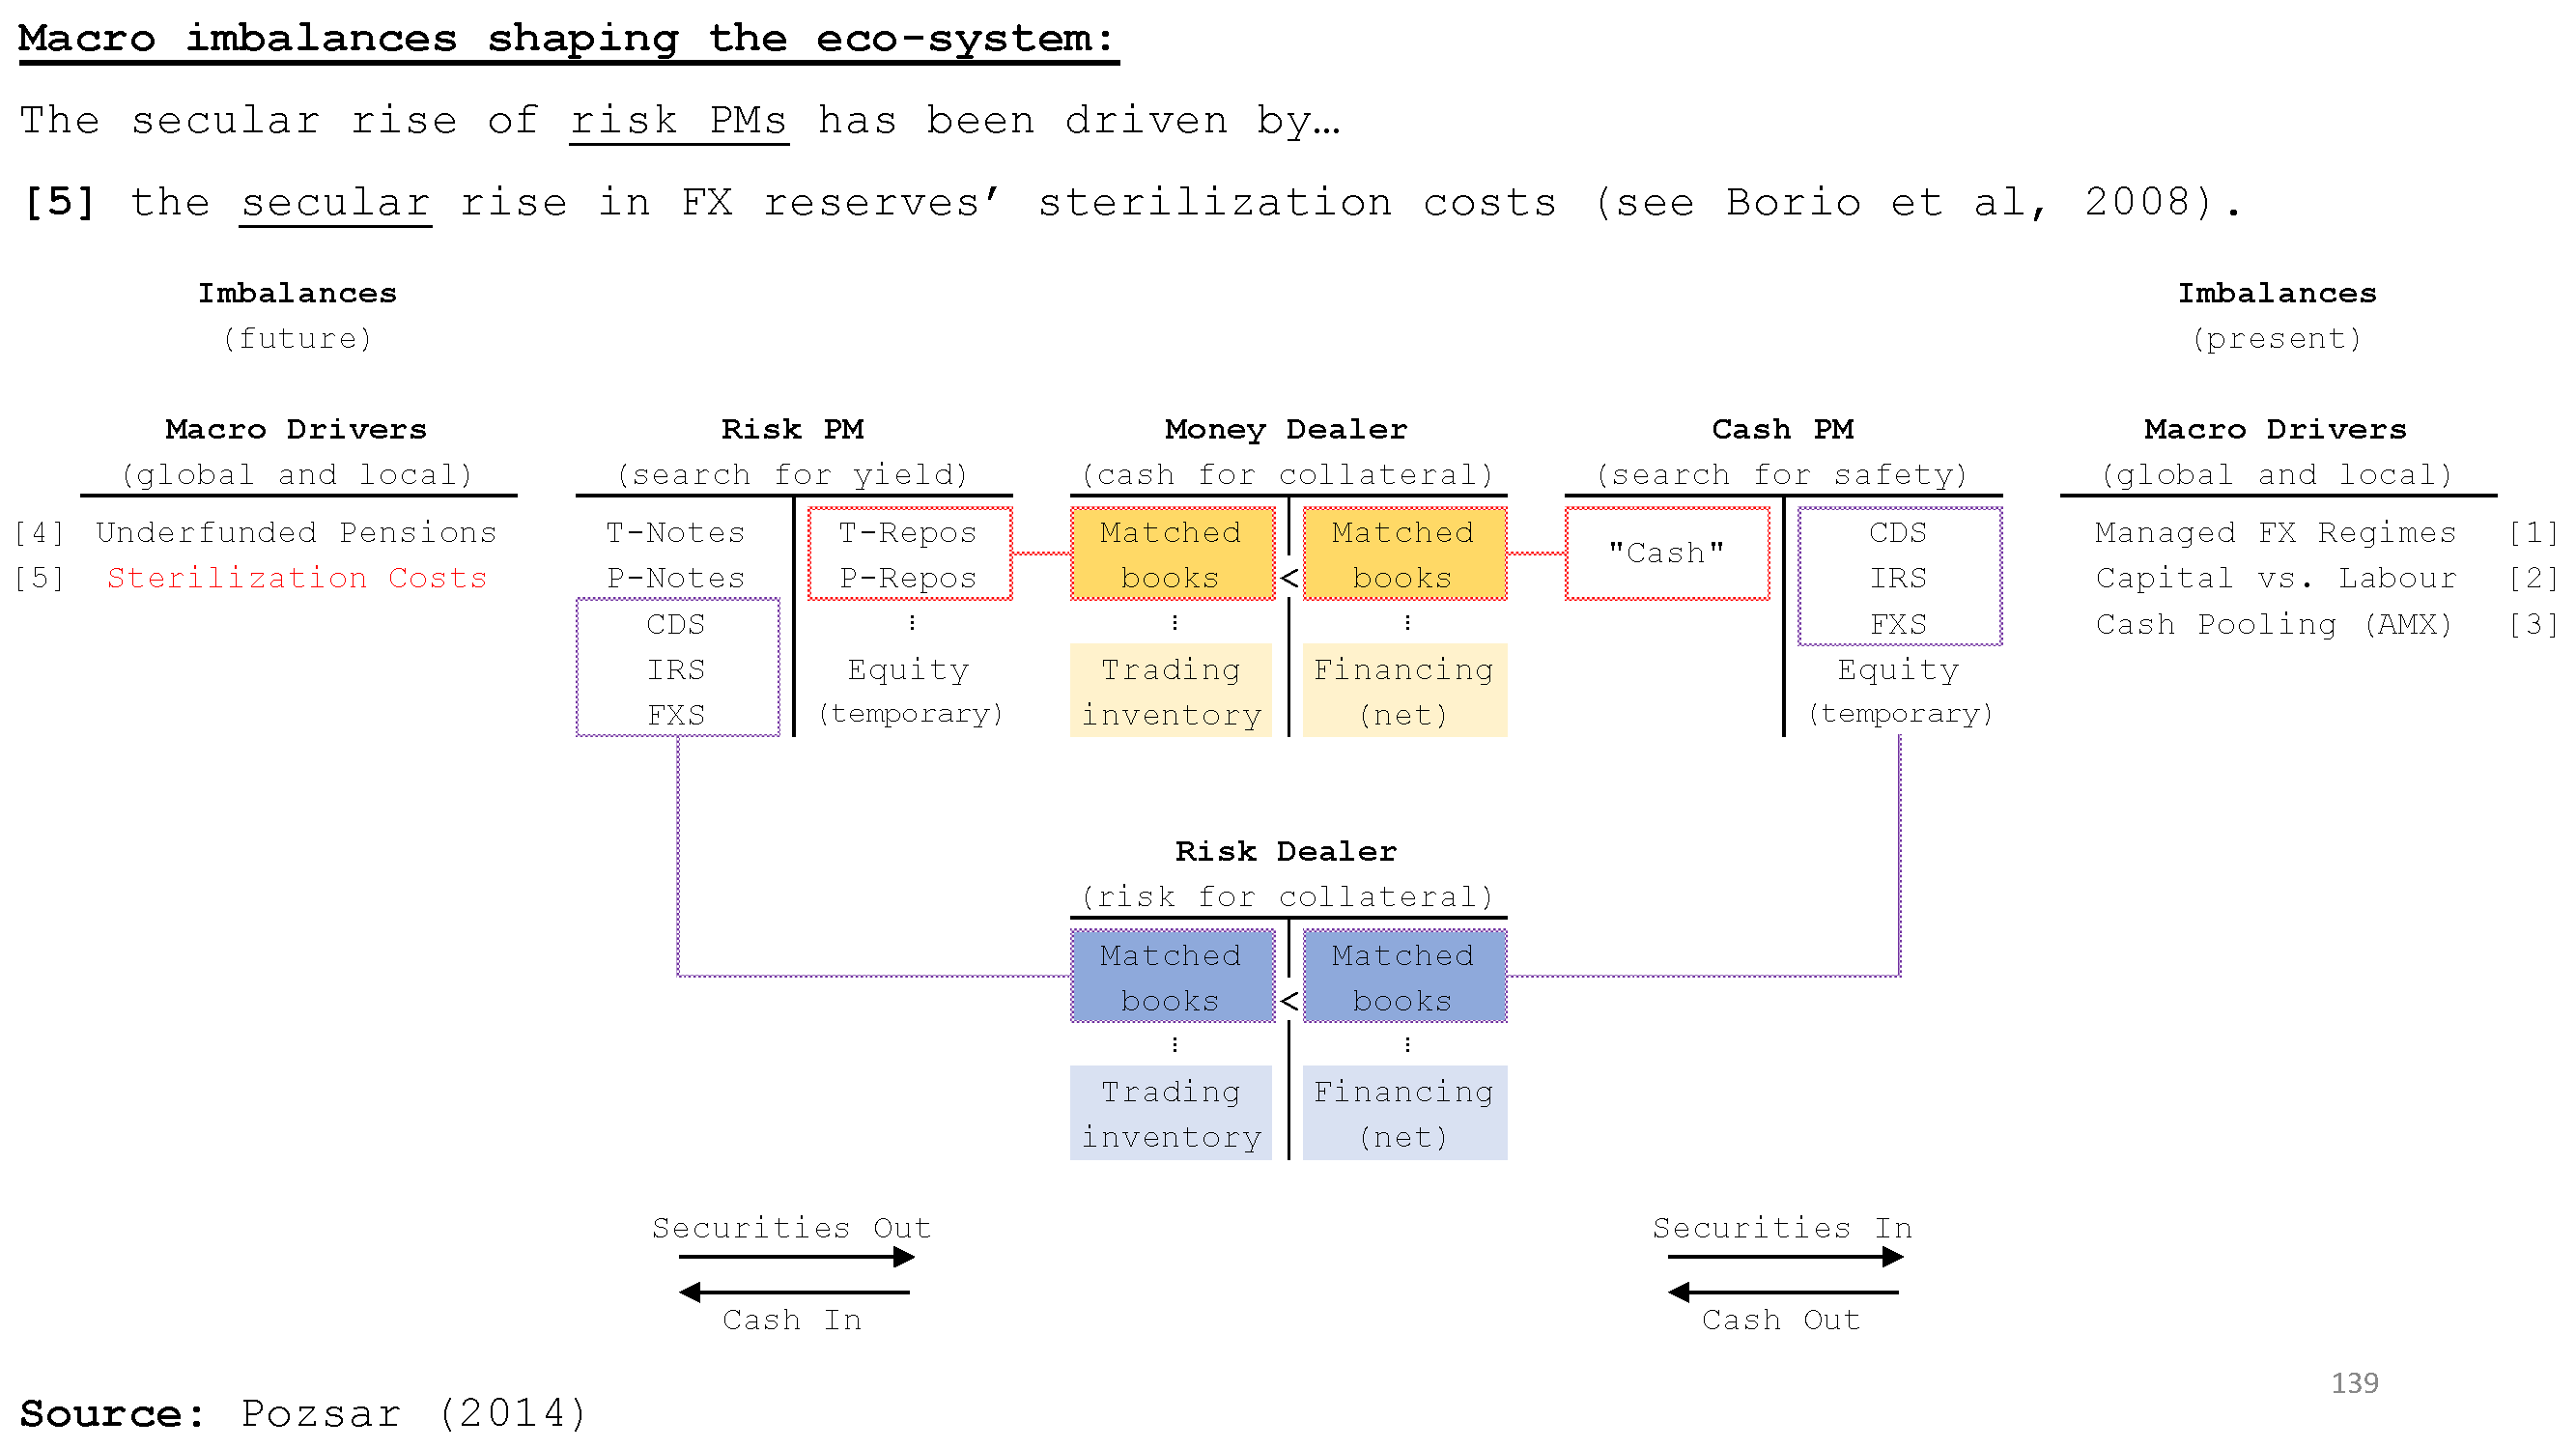 Macro imbalances shaping the eco-system:
The secular rise of risk PMs has been driven by…
[5] the secular rise in FX reserves’ sterilization costs (see Borio et al, 2008).
Imbalances
(future)
Imbalances
(present)
Macro Drivers
(global and local)
[4] Underfunded Pensions
[5] Sterilization Costs
Risk PM
(search for yield)
T-Notes
P-Notes
CDS
IRS
FXS
T-Repos
P-Repos
⋮
Equity
(temporary)
Money Dealer
(cash for collateral)
Matched
books
⋮
Trading
inventory
<
Matched
books
⋮
Financing
(net)
Cash PM
(search for safety)
"Cash"
CDS
IRS
FXS
Equity
(temporary)
Macro Drivers
(global and local)
Managed FX Regimes [1]
Capital vs. Labour [2]
Cash Pooling (AMX) [3]
Risk Dealer
(risk for collateral)
Matched
books
⋮
Trading
inventory
<
Matched
books
⋮
Financing
(net)
Securities Out
Cash In
Securities In
Cash Out
139
Source: Pozsar (2014)